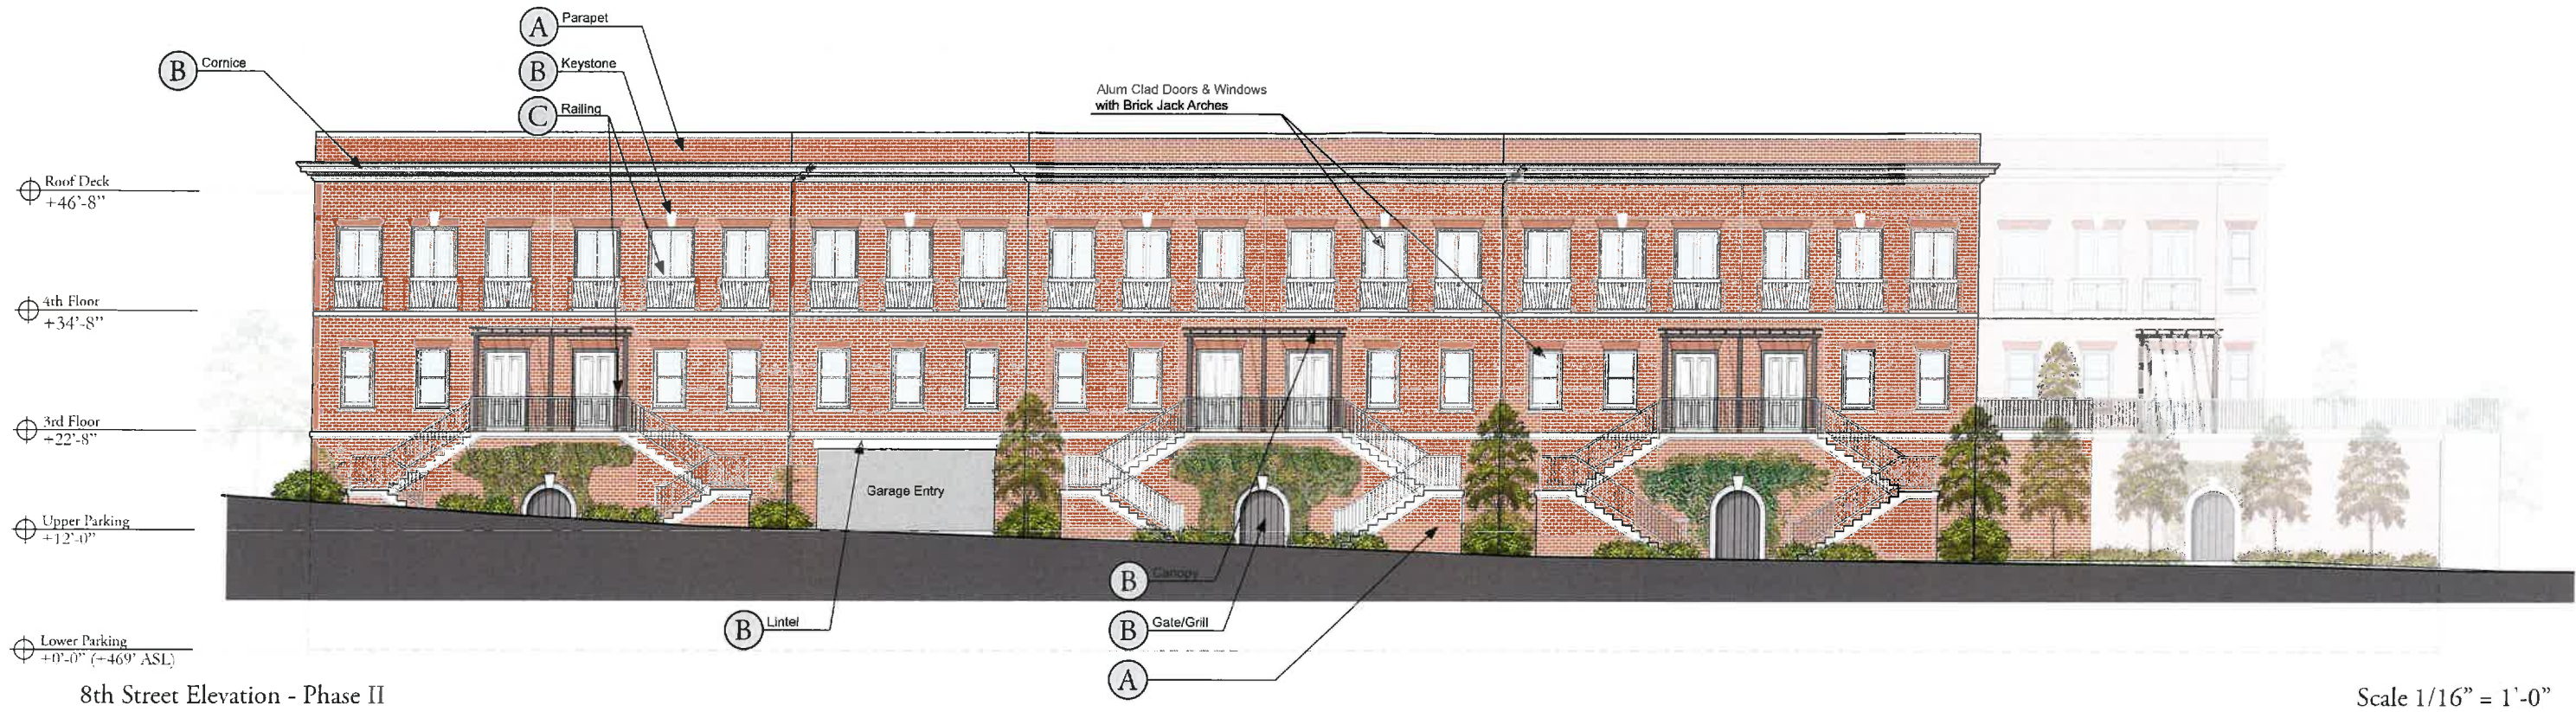 A Parapet
B Cornice
B Keystone
C Railing
Alum Clad Doors & Windows
with Brick Jack Arches
Roof Deck
+46'-8"
4th Floor
+34'-8"
3rd Floor
+22'-8"
Garage Entry
Upper Parking
+12'-0"
B Canopy
B Lintel
B Gate/Grill
Lower Parking
+0'-0" (+469' ASL)
A
8th Street Elevation - Phase II
Scale 1/16" = 1'-0"